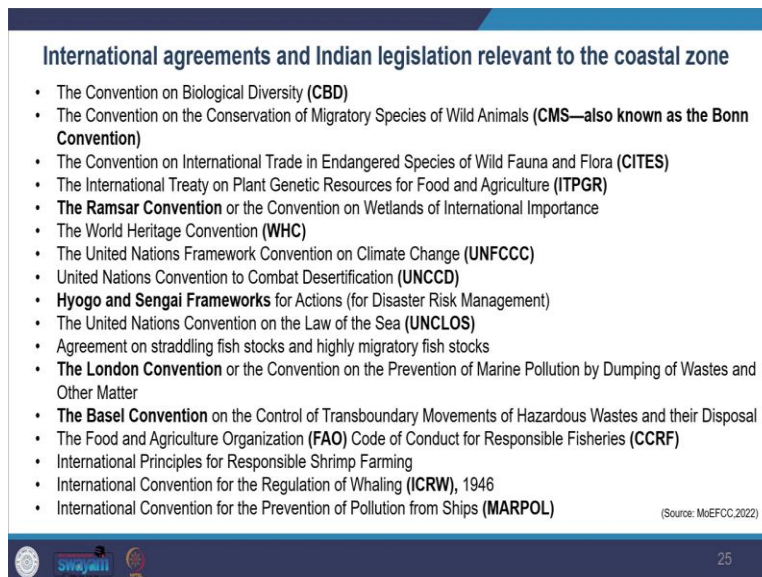 International agreements and Indian legislation relevant to the coastal zone
• The Convention on Biological Diversity (CBD)
• The Convention on the Conservation of Migratory Species of Wild Animals (CMS—also known as the Bonn
Convention)
• The Convention on International Trade in Endangered Species of Wild Fauna and Flora (CITES)
• The International Treaty on Plant Genetic Resources for Food and Agriculture (ITPGR)
• The Ramsar Convention or the Convention on Wetlands of International Importance
• The World Heritage Convention (WHC)
• The United Nations Framework Convention on Climate Change (UNFCCC)
• United Nations Convention to Combat Desertification (UNCCD)
• Hyogo and Sengai Frameworks for Actions (for Disaster Risk Management)
• The United Nations Convention on the Law of the Sea (UNCLOS)
• Agreement on straddling fish stocks and highly migratory fish stocks
• The London Convention or the Convention on the Prevention of Marine Pollution by Dumping of Wastes and
Other Matter
• The Basel Convention on the Control of Transboundary Movements of Hazardous Wastes and their Disposal
• The Food and Agriculture Organization (FAO) Code of Conduct for Responsible Fisheries (CCRF)
• International Principles for Responsible Shrimp Farming
• International Convention for the Regulation of Whaling (ICRW), 1946
• International Convention for the Prevention of Pollution from Ships (MARPOL)
(Source: MoEFCC,2022)
swayam
25